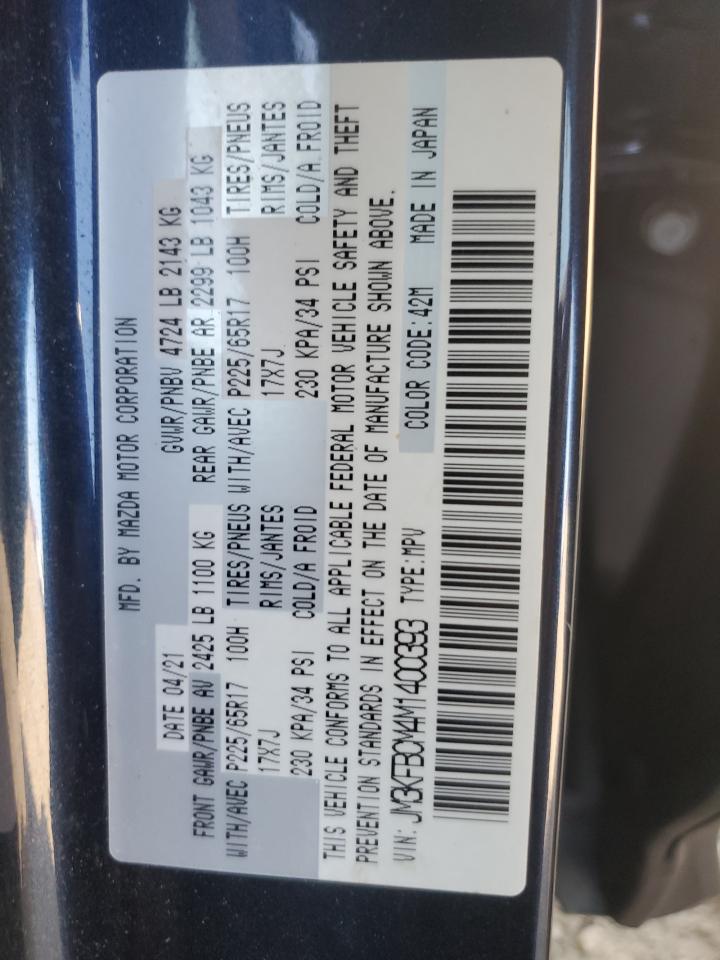 MFD. BY MAZDA MOTOR CORPORATION
DATE 04/21 GVWR/PNBV 4724 LB 2143 KG
FRONT GAWR/PNBE AV 2425 LB 1100 KG REAR GAWR/PNBE AR 2299 LB 1043 KG
WITH/AVEC P225/65R17 100H TIRES/PNEUS WITH/AVEC P225/65R17 100H TIRES/PNEUS
17X7J RIMS/JANTES 17X7J RIMS/JANTES
230 KPA/34 PSI COLD/A FROID 230 KPA/34 PSI COLD/A FROID
THIS VEHICLE CONFORMS TO ALL APPLICABLE FEDERAL MOTOR VEHICLE SAFETY AND THEFT
PREVENTION STANDARDS IN EFFECT ON THE DATE OF MANUFACTURE SHOWN ABOVE.
VIN: JM3KFBCM4M1400393 TYPE:MPV COLOR CODE:42M MADE IN JAPAN